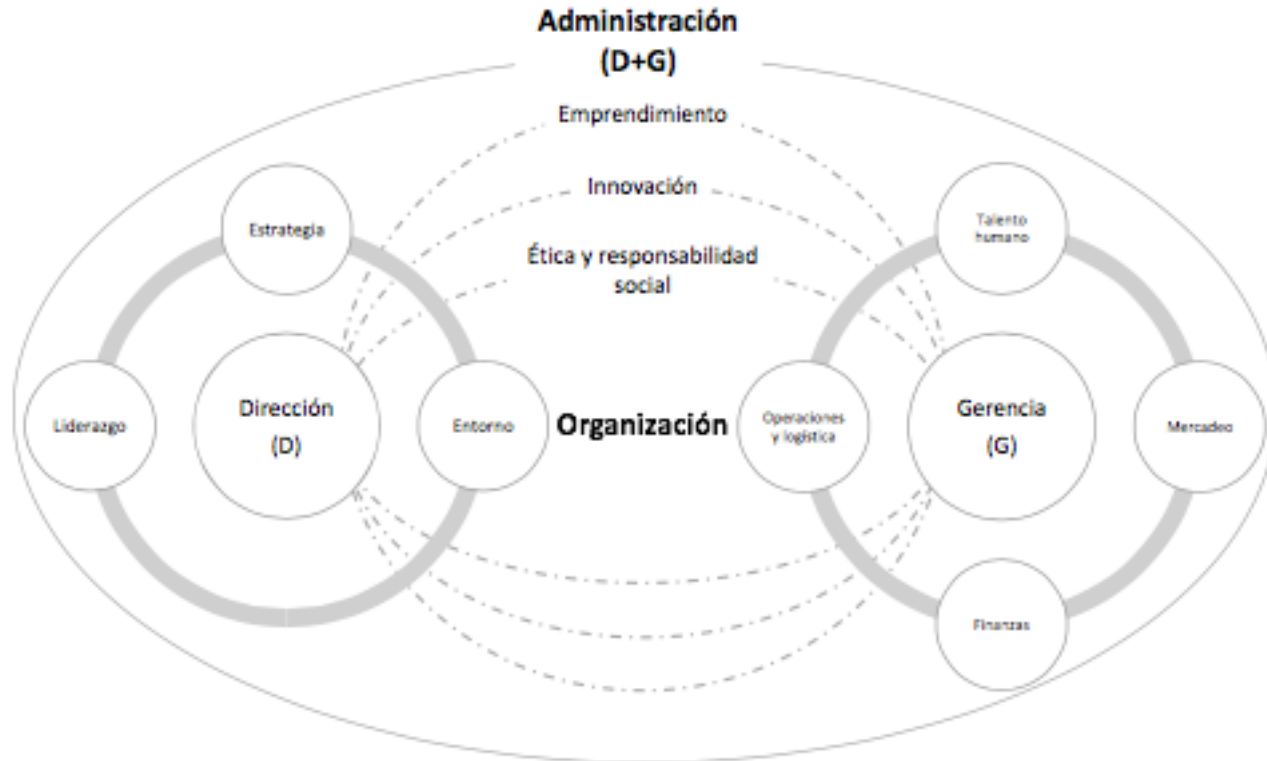 Administración
(D+G)
Emprendimiento
Innovación
Ética y responsabilidad
social
Estrategia
Liderazgo
Dirección
(D)
Entorno
Organización
Talento
humano
Operaciones
y logística
Gerencia
(G)
Mercadeo
Finanzas